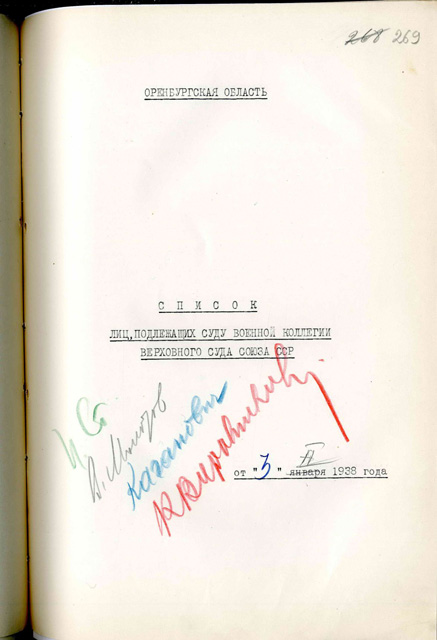 268 269
ОРЕНБУРГСКАЯ ОБЛАСТЬ
С П И С О К
ЛИЦ, ПОДЛЕЖАЩИХ СУДУ ВОЕННОЙ КОЛЛЕГИИ
ВЕРХОВНОГО СУДА СОЮЗА ССР
И Ст
В. Молотов
Каганович
К Ворошилов
от "3" II января 1938 года